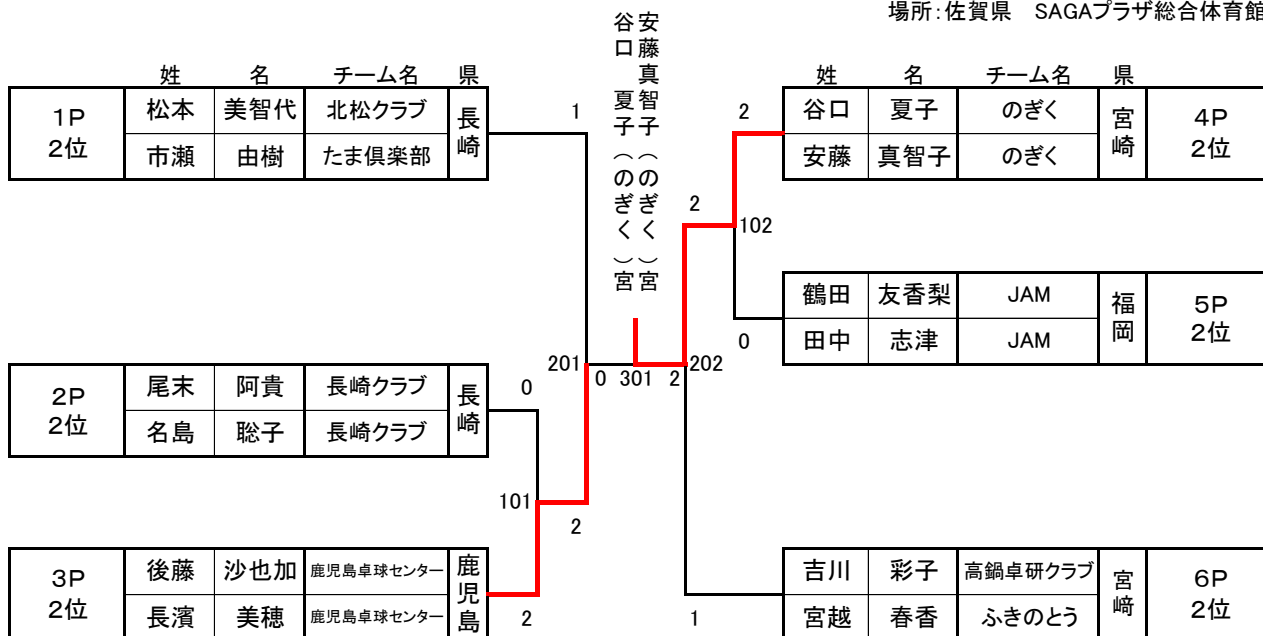 場所：佐賀県　SAGAプラザ総合体育館
安藤真智子（のぎく）宮
谷口　夏子（のぎく）宮
姓 名 チーム名 県
1P 2位 松本 美智代 北松クラブ 長崎
市瀬 由樹 たま倶楽部
1
2P 2位 尾末 阿貴 長崎クラブ 長崎
名島 聡子 長崎クラブ
0
101
2
3P 2位 後藤 沙也加 鹿児島卓球センター 鹿児島
長濱 美穂 鹿児島卓球センター
2
201
0 301 2
202
姓 名 チーム名 県
2
谷口 夏子 のぎく 宮崎 4P 2位
安藤 真智子 のぎく
2
102
鶴田 友香梨 JAM 福岡 5P 2位
田中 志津 JAM
0
吉川 彩子 高鍋卓研クラブ 宮﨑 6P 2位
宮越 春香 ふきのとう
1